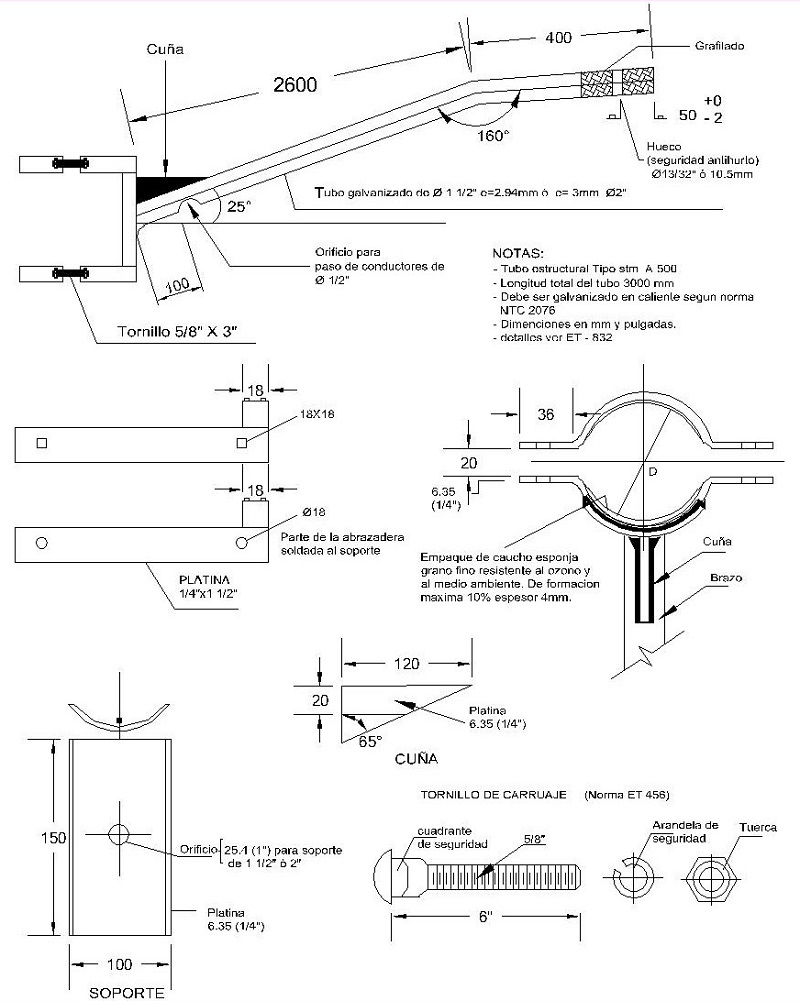 Cuña
2600
400
Grafilado
+0
50 - 2
160°
Hueco
(seguridad antihurlo)
Ø13/32" ó 10.5mm
Tubo galvanizado de Ø 1 1/2" e=2.94mm ó e= 3mm Ø2"
25°
100
Orificio para
paso de conductores de
Ø 1/2"
Tornillo 5/8" X 3"
NOTAS:
- Tubo estructural Tipo stm A 500
- Longitud total del tubo 3000 mm
- Debe ser galvanizado en caliente segun norma
NTC 2076
- Dimenciones en mm y pulgadas.
- detalles ver ET - 832
18
18X18
18
Ø18
Parte de la abrazadera
soldada al soporte
PLATINA
1/4"x1 1/2"
36
20
6.35
(1/4")
D
Empaque de caucho esponja
grano fino resistente al ozono y
al medio ambiente. De formacion
maxima 10% espesor 4mm.
Cuña
Brazo
120
20
65°
Platina
6.35 (1/4")
CUÑA
150
Orificio 25.4 (1") para soporte
de 1 1/2" ó 2"
Platina
6.35 (1/4")
100
SOPORTE
TORNILLO DE CARRUAJE (Norma ET 456)
cuadrante
de seguridad
5/8"
6"
Arandela de
seguridad
Tuerca